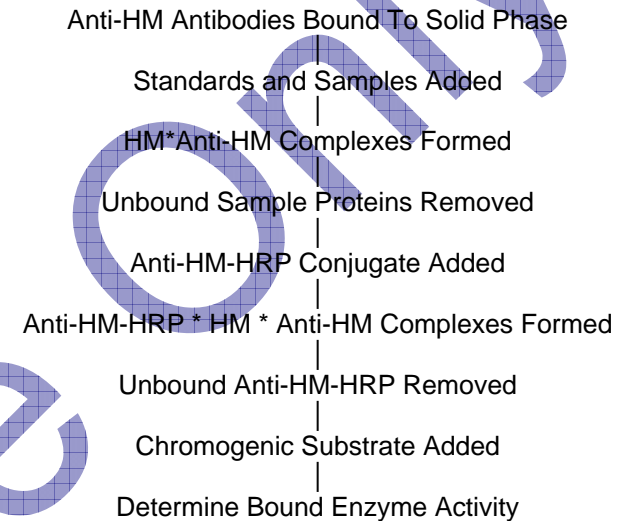 Anti-HM Antibodies Bound To Solid Phase
Standards and Samples Added
HM*Anti-HM Complexes Formed
Unbound Sample Proteins Removed
Anti-HM-HRP Conjugate Added
Anti-HM-HRP * HM * Anti-HM Complexes Formed
Unbound Anti-HM-HRP Removed
Chromogenic Substrate Added
Determine Bound Enzyme Activity